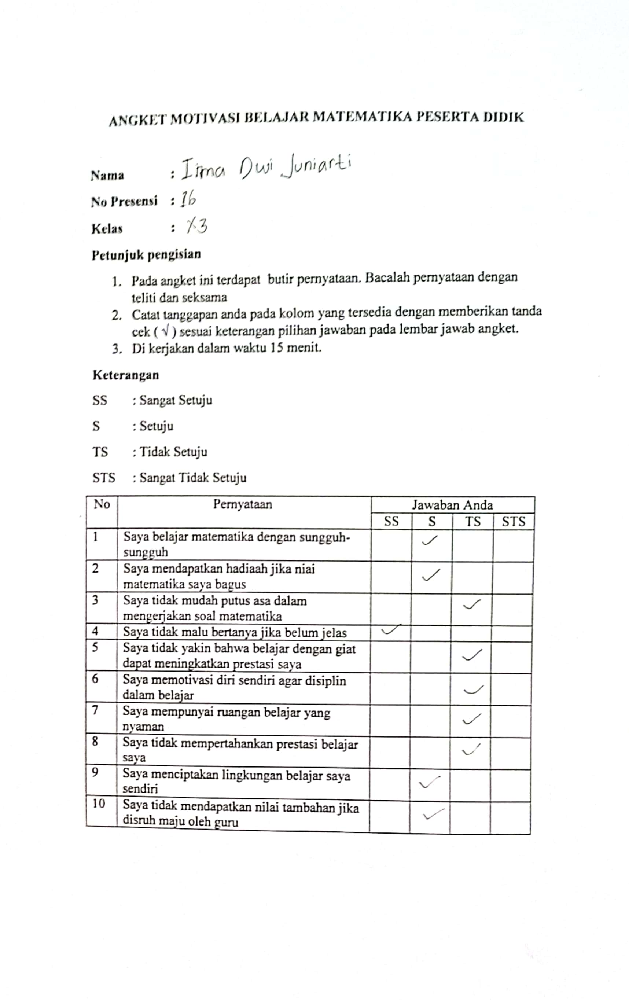 ANGKET MOTIVASI BELAJAR MATEMATIKA PESERTA DIDIK
Nama : Irma Dwi Juniarti
No Presensi : 16
Kelas : X3
Petunjuk pengisian
1. Pada angket ini terdapat butir pernyataan. Bacalah pernyataan dengan
teliti dan seksama
2. Catat tanggapan anda pada kolom yang tersedia dengan memberikan tanda
cek ( √ ) sesuai keterangan pilihan jawaban pada lembar jawab angket.
3. Di kerjakan dalam waktu 15 menit.
Keterangan
SS : Sangat Setuju
S : Setuju
TS : Tidak Setuju
STS : Sangat Tidak Setuju
No Pernyataan Jawaban Anda
SS S TS STS
1 Saya belajar matematika dengan sungguh- ✓
sungguh
2 Saya mendapatkan hadiaah jika niai ✓
matematika saya bagus
3 Saya tidak mudah putus asa dalam ✓
mengerjakan soal matematika
4 Saya tidak malu bertanya jika belum jelas ✓
5 Saya tidak yakin bahwa belajar dengan giat ✓
dapat meningkatkan prestasi saya
6 Saya memotivasi diri sendiri agar disiplin ✓
dalam belajar
7 Saya mempunyai ruangan belajar yang ✓
nyaman
8 Saya tidak mempertahankan prestasi belajar ✓
saya
9 Saya menciptakan lingkungan belajar saya ✓
sendiri
10 Saya tidak mendapatkan nilai tambahan jika ✓
disruh maju oleh guru